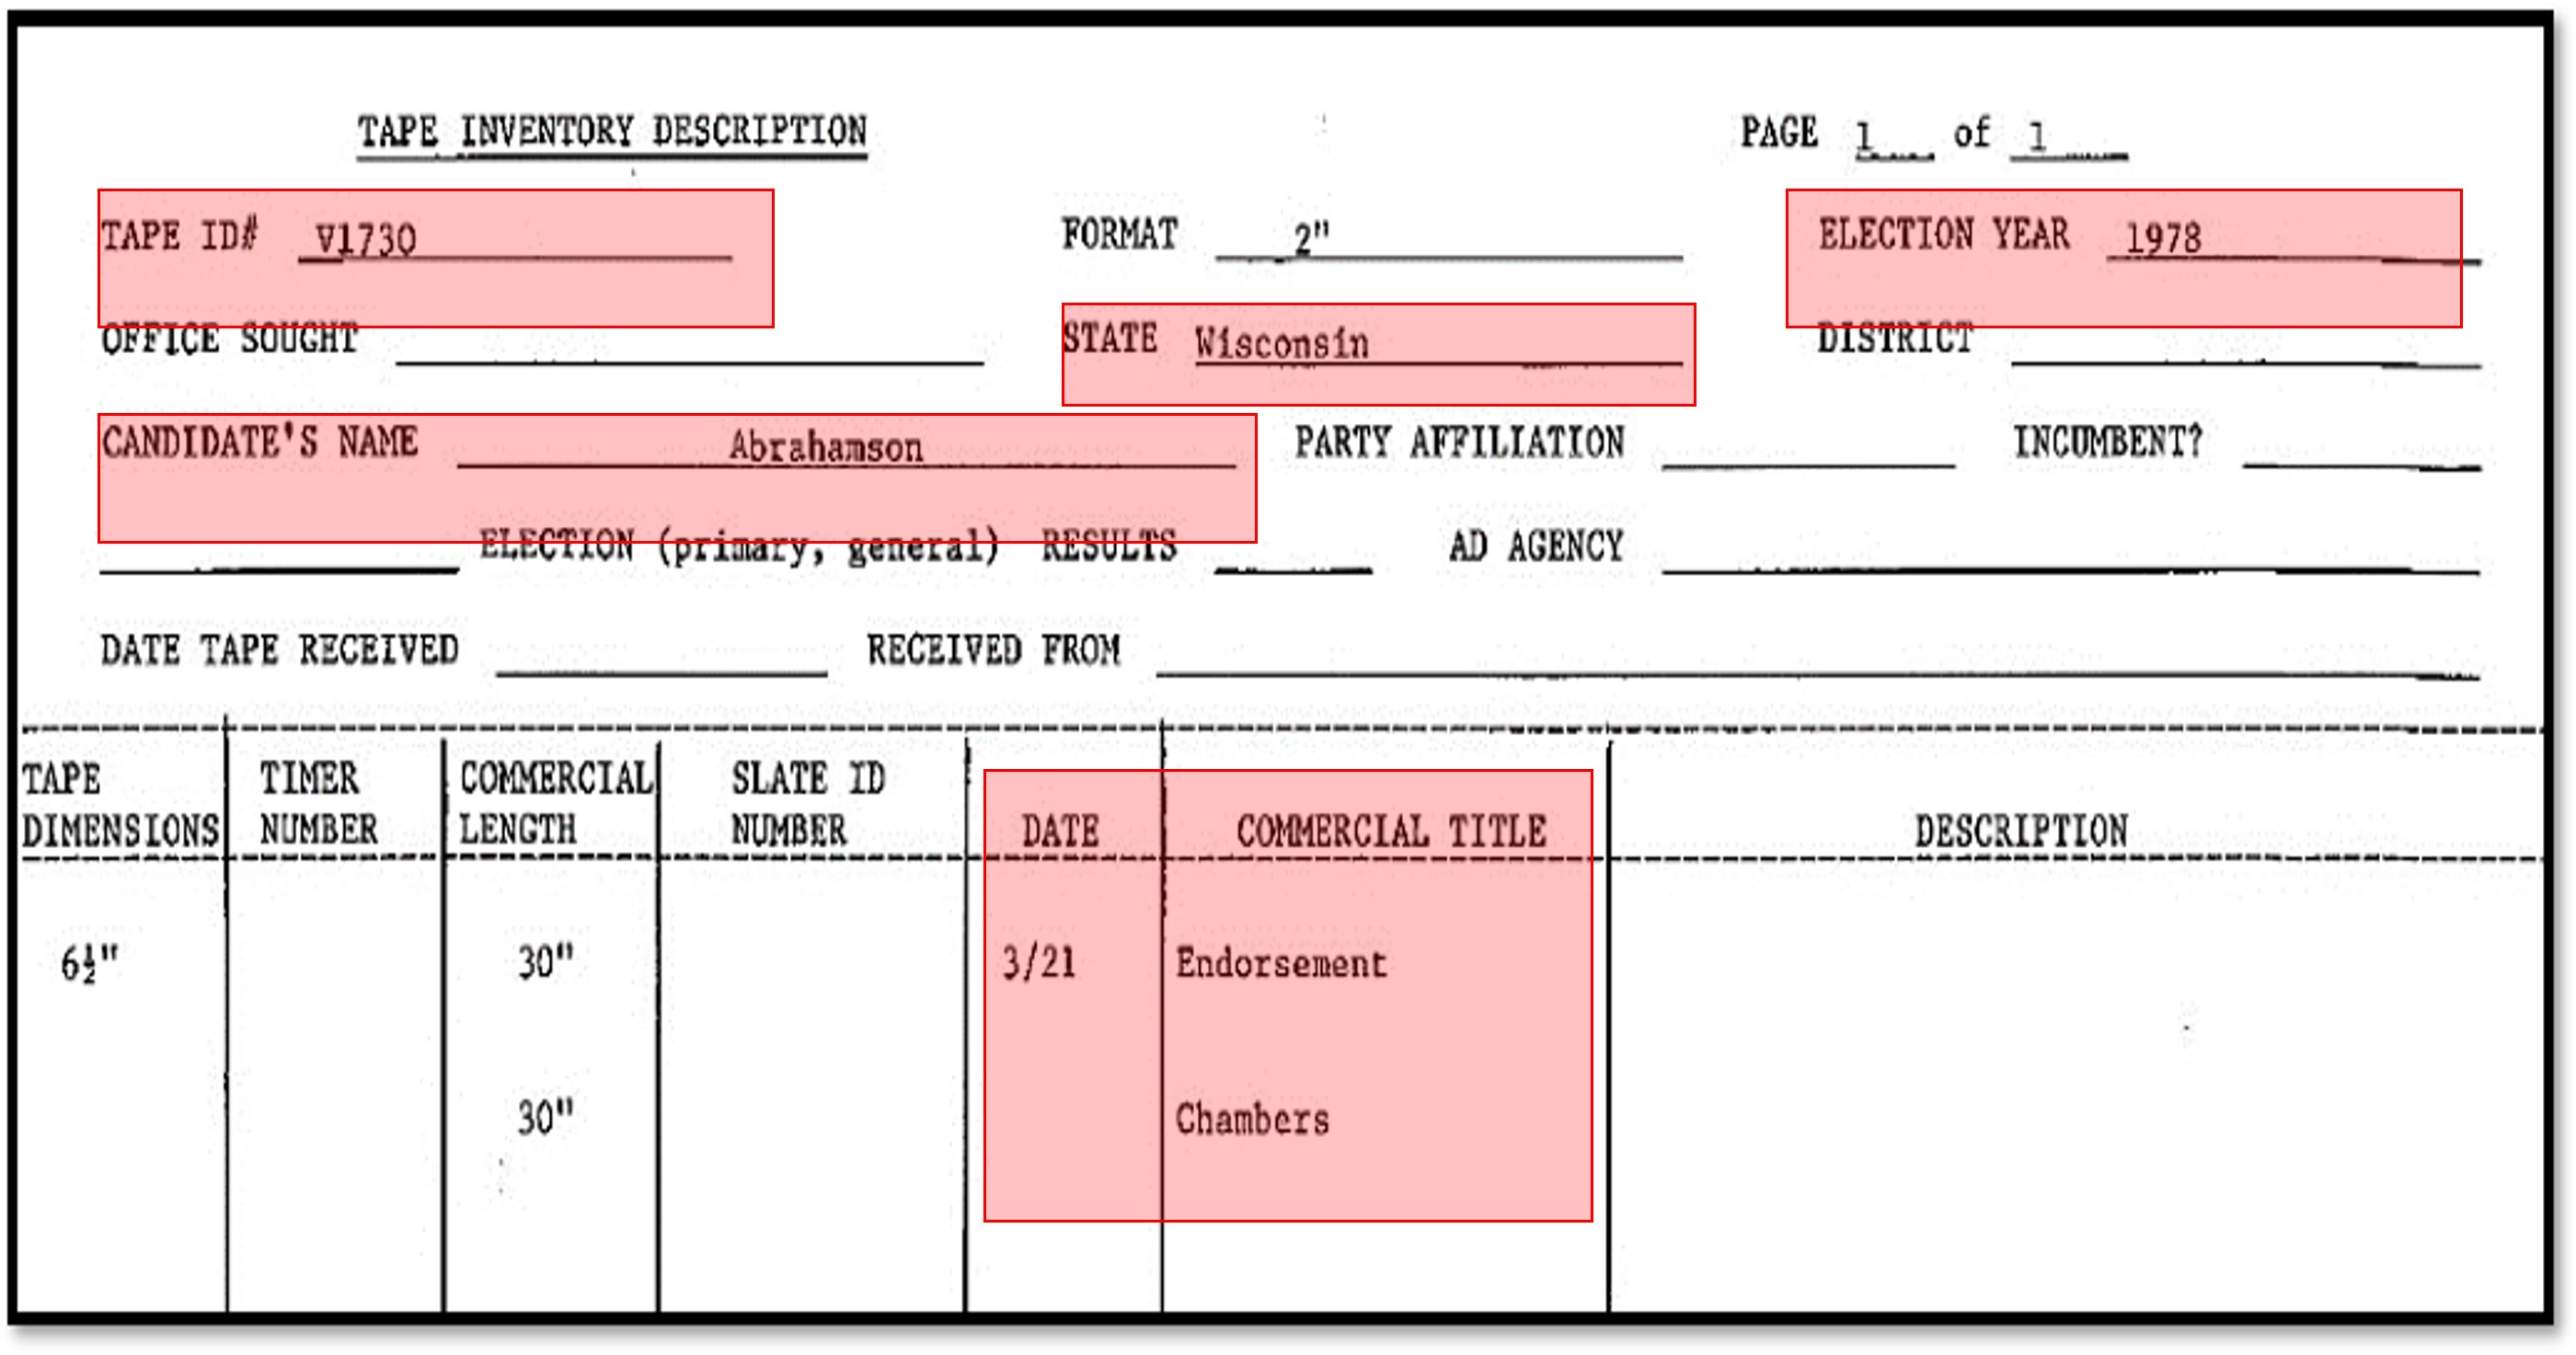 TAPE INVENTORY DESCRIPTION PAGE 1 of 1
TAPE ID# V1730 FORMAT 2" ELECTION YEAR 1978
OFFICE SOUGHT STATE Wisconsin DISTRICT
CANDIDATE'S NAME Abrahamson PARTY AFFILIATION INCUMBENT?
ELECTION (primary, general) RESULTS AD AGENCY
DATE TAPE RECEIVED RECEIVED FROM
TAPE TIMER COMMERCIAL SLATE ID
DIMENSIONS NUMBER LENGTH NUMBER DATE COMMERCIAL TITLE DESCRIPTION
6½" 30" 3/21 Endorsement
30" Chambers